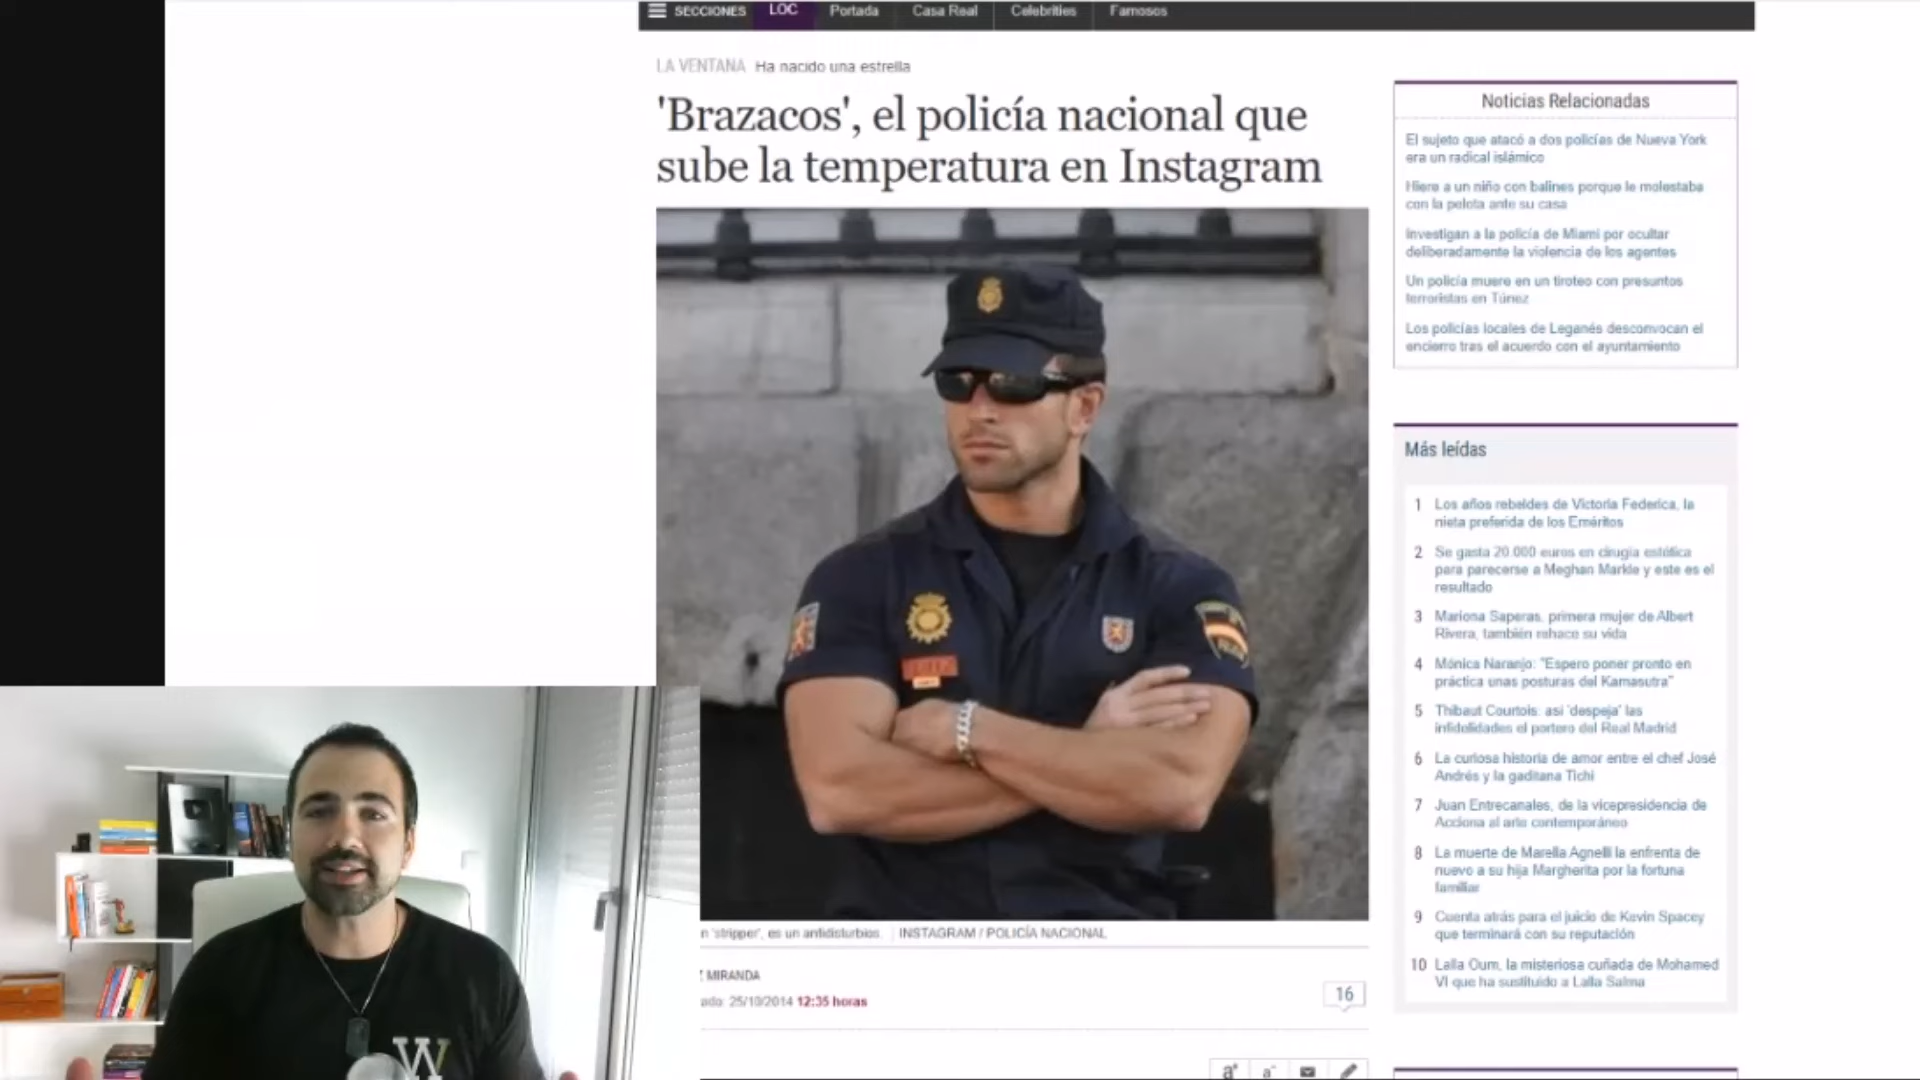 SECCIONES LOC Portada Casa Real Celebrities Famosos
LA VENTANA Ha nacido una estrella
'Brazacos', el policía nacional que
sube la temperatura en Instagram
n 'stripper', es un antidisturbios. INSTAGRAM / POLICÍA NACIONAL
MIRANDA
ado: 25/10/2014 12:35 horas
16
a+ a-
Noticias Relacionadas
El sujeto que atacó a dos policías de Nueva York
era un radical islámico
Hiere a un niño con balines porque le molestaba
con la pelota ante su casa
Investigan a la policía de Miami por ocultar
deliberadamente la violencia de los agentes
Un policía muere en un tiroteo con presuntos
terroristas en Túnez
Los policías locales de Leganés desconvocan el
encierro tras el acuerdo con el ayuntamiento
Más leídas
1 Los años rebeldes de Victoria Federica, la
nieta preferida de los Eméritos
2 Se gasta 20.000 euros en cirugía estética
para parecerse a Meghan Markle y este es el
resultado
3 Mariona Saperas, primera mujer de Albert
Rivera, también rehace su vida
4 Mónica Naranjo: "Espero poner pronto en
práctica unas posturas del Kamasutra"
5 Thibaut Courtois: así 'despeja' las
infidelidades el portero del Real Madrid
6 La curiosa historia de amor entre el chef José
Andrés y la gaditana Tichi
7 Juan Entrecanales, de la vicepresidencia de
Acciona al arte contemporáneo
8 La muerte de Marella Agnelli la enfrenta de
nuevo a su hija Margherita por la fortuna
familiar
9 Cuenta atrás para el juicio de Kevin Spacey
que terminará con su reputación
10 Lalla Oum, la misteriosa cuñada de Mohamed
VI que ha sustituido a Lalla Salma
W